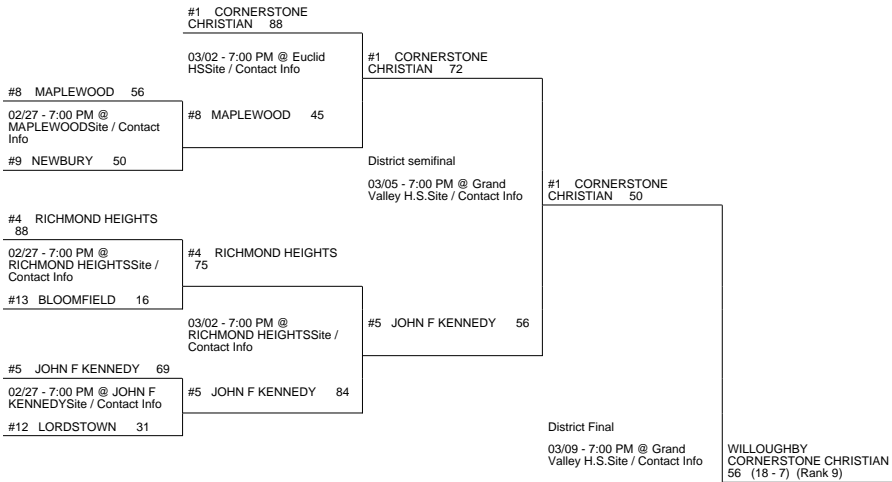 #1 CORNERSTONE
CHRISTIAN 88
03/02 - 7:00 PM @ Euclid
HSSite / Contact Info
#1 CORNERSTONE
CHRISTIAN 72
#8 MAPLEWOOD 56
02/27 - 7:00 PM @
MAPLEWOODSite / Contact
Info
#8 MAPLEWOOD 45
#9 NEWBURY 50
District semifinal
03/05 - 7:00 PM @ Grand
Valley H.S.Site / Contact Info
#1 CORNERSTONE
CHRISTIAN 50
#4 RICHMOND HEIGHTS
88
02/27 - 7:00 PM @
RICHMOND HEIGHTSSite /
Contact Info
#4 RICHMOND HEIGHTS
75
#13 BLOOMFIELD 16
03/02 - 7:00 PM @
RICHMOND HEIGHTSSite /
Contact Info
#5 JOHN F KENNEDY 56
#5 JOHN F KENNEDY 69
02/27 - 7:00 PM @ JOHN F
KENNEDYSite / Contact Info
#5 JOHN F KENNEDY 84
#12 LORDSTOWN 31
District Final
03/09 - 7:00 PM @ Grand
Valley H.S.Site / Contact Info
WILLOUGHBY
CORNERSTONE CHRISTIAN
56 (18 - 7) (Rank 9)